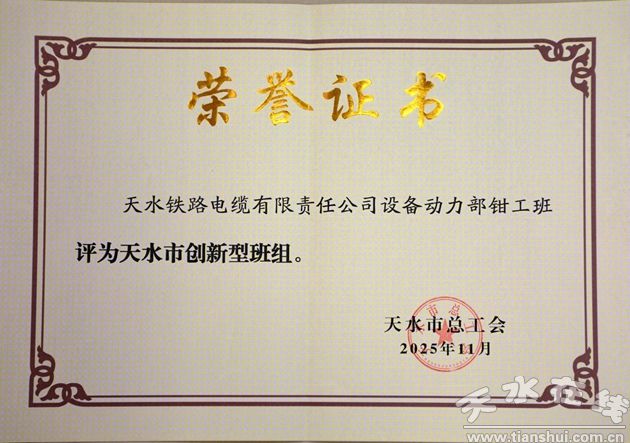 荣誉证书
天水铁路电缆有限责任公司设备动力部钳工班
评为天水市创新型班组。
天水市总工会
2025年11月
天水在线
www.tianshui.com.cn